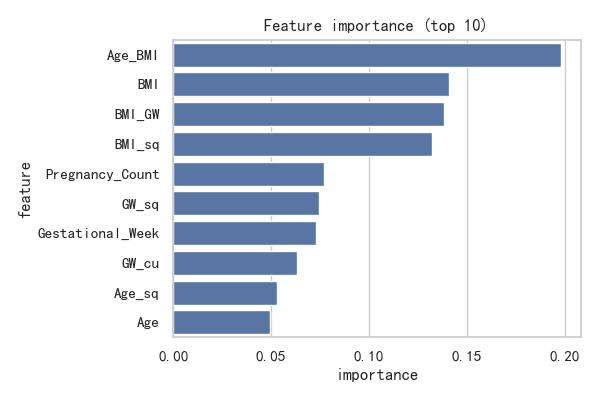 Feature importance (top 10)
feature
Age_BMI
BMI
BMI_GW
BMI_sq
Pregnancy_Count
GW_sq
Gestational_Week
GW_cu
Age_sq
Age
0.00 0.05 0.10 0.15 0.20
importance